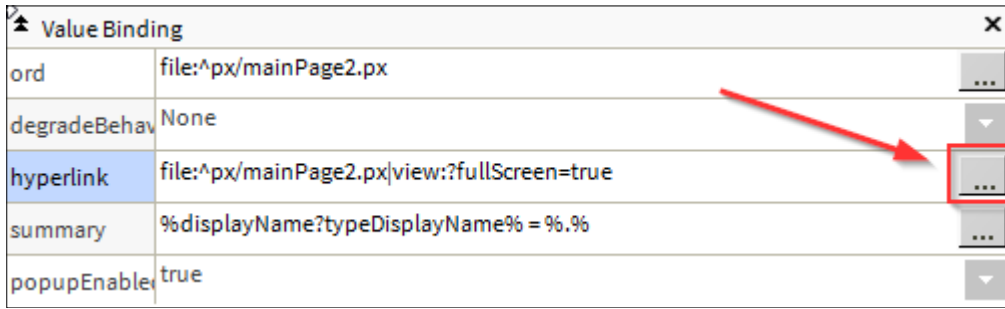 Value Binding
ord file:^px/mainPage2.px ...
degradeBehav None
hyperlink file:^px/mainPage2.px|view:?fullScreen=true ...
summary %displayName?typeDisplayName% = %.% ...
popupEnable true